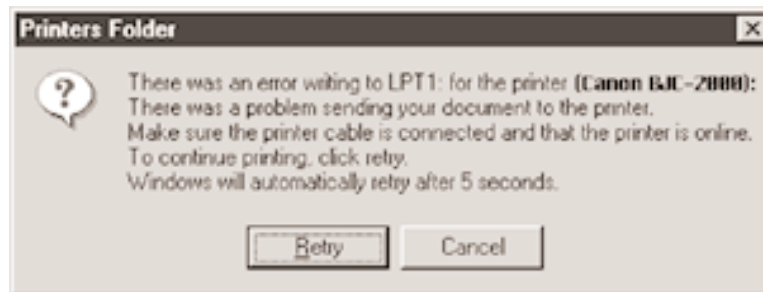 Printers Folder
There was an error writing to LPT1: for the printer (Canon BJC-2000):
There was a problem sending your document to the printer.
Make sure the printer cable is connected and that the printer is online.
To continue printing, click retry.
Windows will automatically retry after 5 seconds.
Retry Cancel